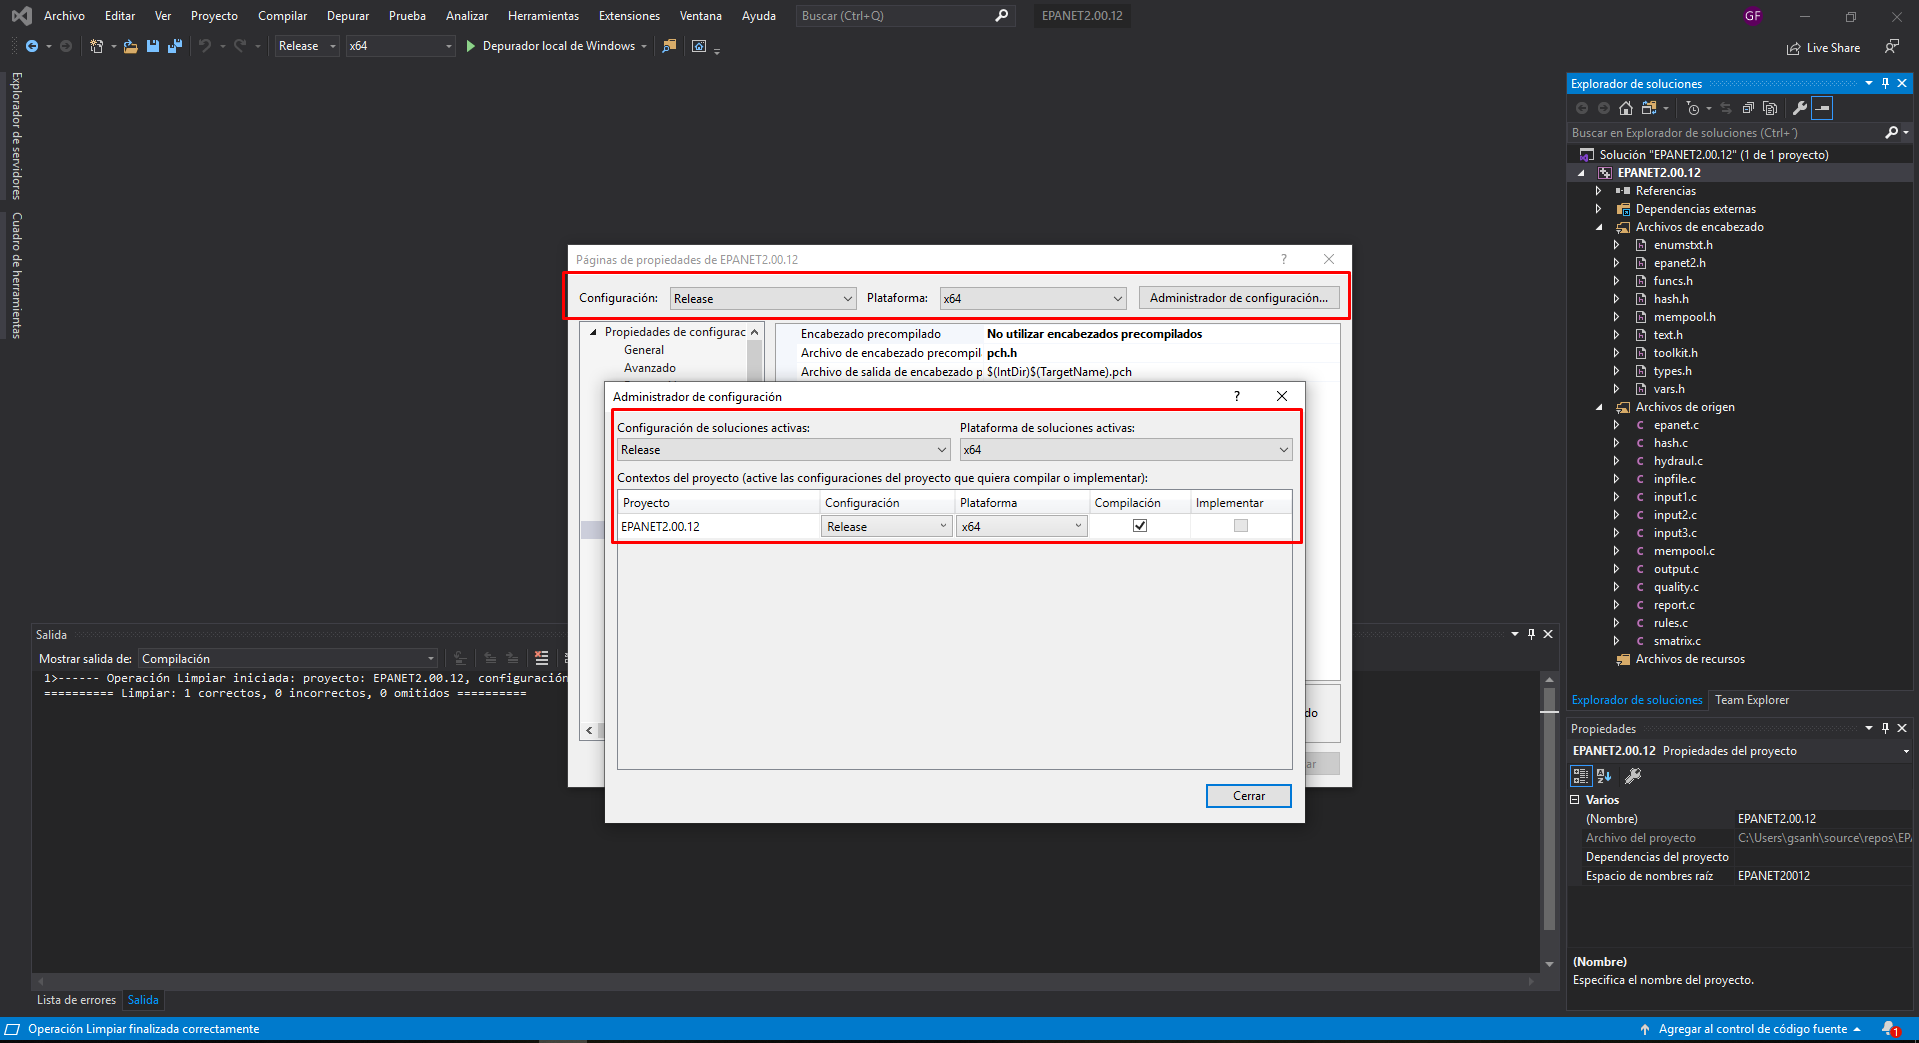 Archivo Editar Ver Proyecto Compilar Depurar Prueba Analizar Herramientas Extensiones Ventana Ayuda Buscar (Ctrl+Q) EPANET2.00.12 GF
Release x64 Depurador local de Windows Live Share
Explorador de servidores
Cuadro de herramientas
Páginas de propiedades de EPANET2.00.12 ?
Configuración: Release Plataforma: x64 Administrador de configuración...
Propiedades de configurac
General
Avanzado
Encabezado precompilado No utilizar encabezados precompilados
Archivo de encabezado precompil pch.h
Archivo de salida de encabezado p $(IntDir)$(TargetName).pch
Administrador de configuración ?
Configuración de soluciones activas: Plataforma de soluciones activas:
Release x64
Contextos del proyecto (active las configuraciones del proyecto que quiera compilar o implementar):
Proyecto Configuración Plataforma Compilación Implementar
EPANET2.00.12 Release x64
do
ar
Cerrar
Salida
Mostrar salida de: Compilación
1>------ Operación Limpiar iniciada: proyecto: EPANET2.00.12, configuración
========== Limpiar: 1 correctos, 0 incorrectos, 0 omitidos ==========
Lista de errores Salida
Explorador de soluciones
Buscar en Explorador de soluciones (Ctrl+´)
Solución "EPANET2.00.12" (1 de 1 proyecto)
EPANET2.00.12
Referencias
Dependencias externas
Archivos de encabezado
enumstxt.h
epanet2.h
funcs.h
hash.h
mempool.h
text.h
toolkit.h
types.h
vars.h
Archivos de origen
epanet.c
hash.c
hydraul.c
inpfile.c
input1.c
input2.c
input3.c
mempool.c
output.c
quality.c
report.c
rules.c
smatrix.c
Archivos de recursos
Explorador de soluciones Team Explorer
Propiedades
EPANET2.00.12 Propiedades del proyecto
Varios
(Nombre) EPANET2.00.12
Archivo del proyecto C:\Users\gsanh\source\repos\EP
Dependencias del proyecto
Espacio de nombres raíz EPANET20012
(Nombre)
Especifica el nombre del proyecto.
Operación Limpiar finalizada correctamente Agregar al control de código fuente 1